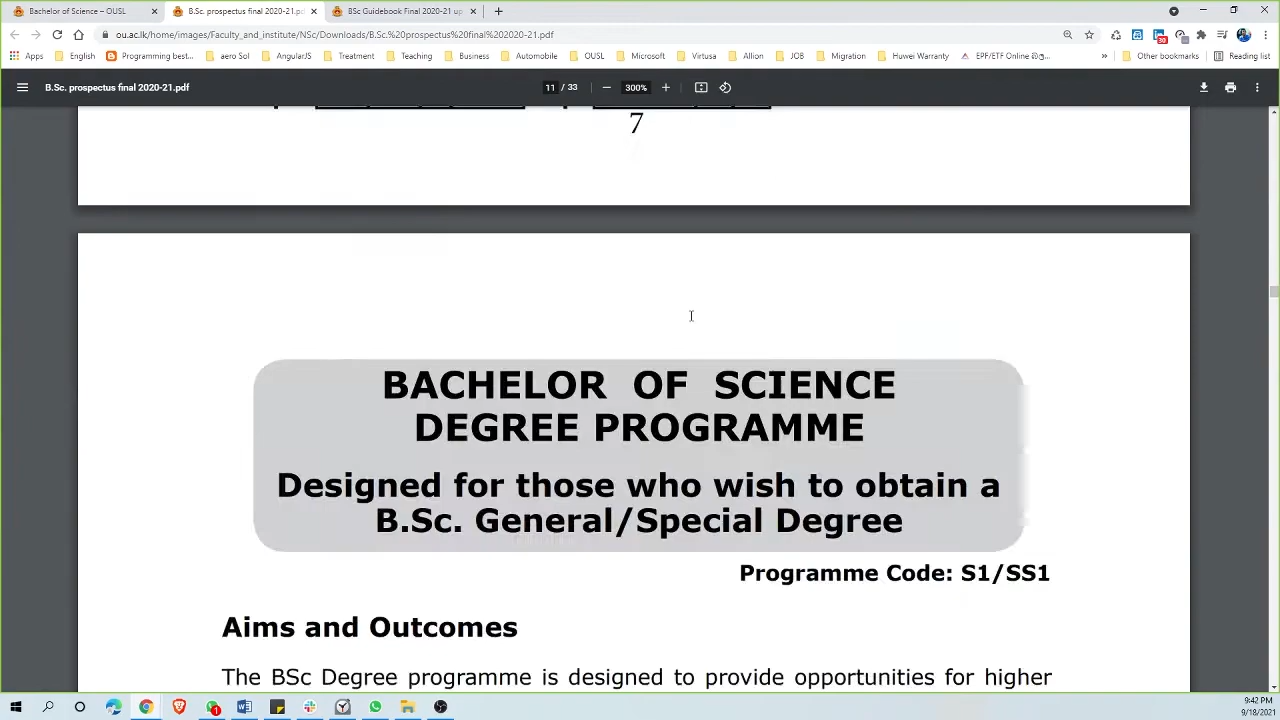 Bachelor of Science – OUSL
B.Sc. prospectus final 2020-21.pd
BSc Guidebook Final 2020-21 up
ou.ac.lk/home/images/Faculty_and_institute/NSc/Downloads/B.Sc.%20prospectus%20final%202020-21.pdf
30
Apps English Programming best... aero Sol AngularJS Treatment Teaching Business Automobile OUSL Microsoft Virtusa Allion JOB Migration Huwei Warranty EPF/ETF Online » Other bookmarks Reading list
B.Sc. prospectus final 2020-21.pdf
11 / 33
300%
7
BACHELOR OF SCIENCE
DEGREE PROGRAMME
Designed for those who wish to obtain a
B.Sc. General/Special Degree
Programme Code: S1/SS1
Aims and Outcomes
The BSc Degree programme is designed to provide opportunities for higher
9:42 PM
9/18/2021